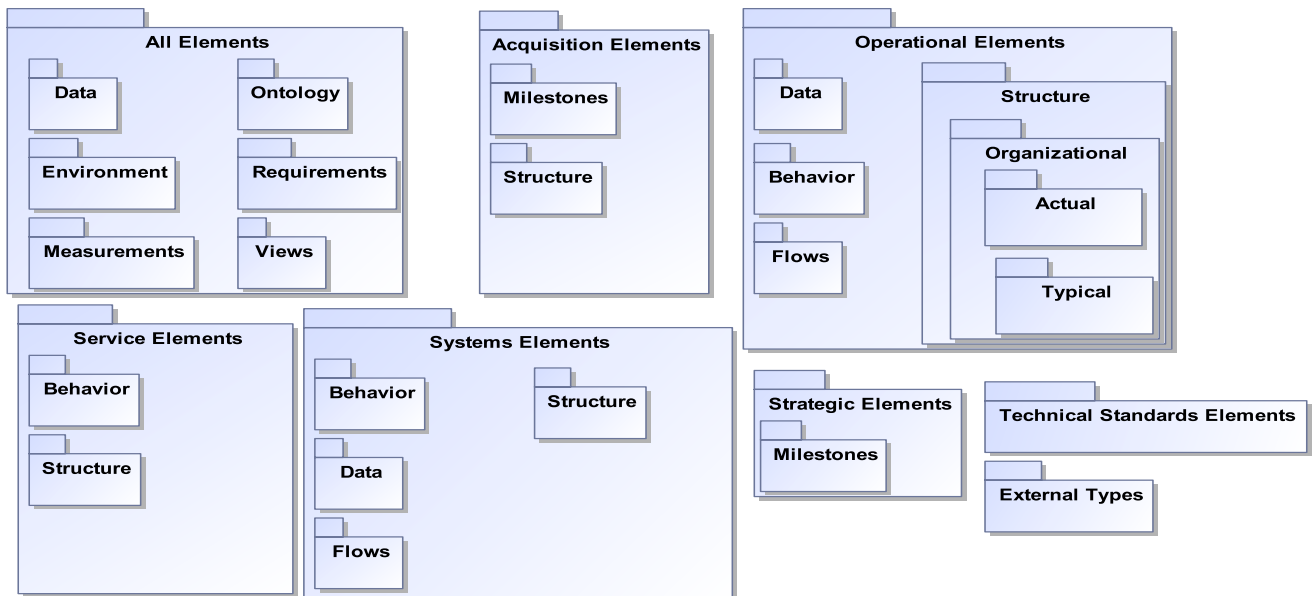 All Elements
Data
Ontology
Environment
Requirements
Measurements
Views
Acquisition Elements
Milestones
Structure
Operational Elements
Data
Behavior
Flows
Structure
Organizational
Actual
Typical
Service Elements
Behavior
Structure
Systems Elements
Behavior
Structure
Data
Flows
Strategic Elements
Milestones
Technical Standards Elements
External Types